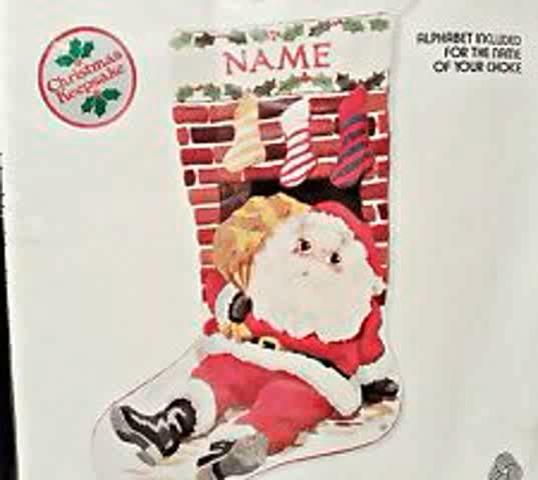 A
Christmas
Keepsake
NAME
ALPHABET INCLUDED
FOR THE NAME
OF YOUR CHOICE